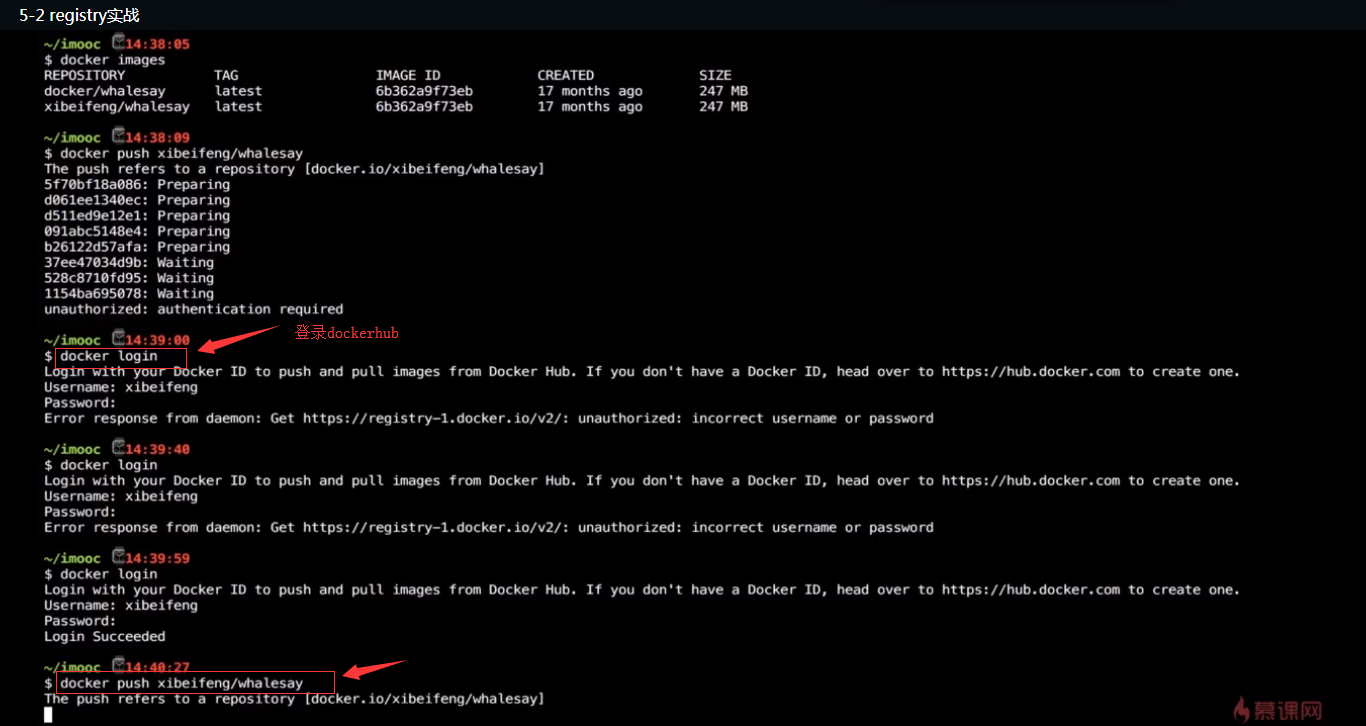 5-2 registry实战
~/imooc 14:38:05
$ docker images
REPOSITORY TAG IMAGE ID CREATED SIZE
docker/whalesay latest 6b362a9f73eb 17 months ago 247 MB
xibeifeng/whalesay latest 6b362a9f73eb 17 months ago 247 MB
~/imooc 14:38:09
$ docker push xibeifeng/whalesay
The push refers to a repository [docker.io/xibeifeng/whalesay]
5f70bf18a086: Preparing
d061ee1340ec: Preparing
d511ed9e12e1: Preparing
091abc5148e4: Preparing
b26122d57afa: Preparing
37ee47034d9b: Waiting
528c8710fd95: Waiting
1154ba695078: Waiting
unauthorized: authentication required
~/imooc 14:39:00
登录dockerhub
$ docker login
Login with your Docker ID to push and pull images from Docker Hub. If you don't have a Docker ID, head over to https://hub.docker.com to create one.
Username: xibeifeng
Password:
Error response from daemon: Get https://registry-1.docker.io/v2/: unauthorized: incorrect username or password
~/imooc 14:39:40
$ docker login
Login with your Docker ID to push and pull images from Docker Hub. If you don't have a Docker ID, head over to https://hub.docker.com to create one.
Username: xibeifeng
Password:
Error response from daemon: Get https://registry-1.docker.io/v2/: unauthorized: incorrect username or password
~/imooc 14:39:59
$ docker login
Login with your Docker ID to push and pull images from Docker Hub. If you don't have a Docker ID, head over to https://hub.docker.com to create one.
Username: xibeifeng
Password:
Login Succeeded
~/imooc 14:40:27
$ docker push xibeifeng/whalesay
The push refers to a repository [docker.io/xibeifeng/whalesay]
慕课网